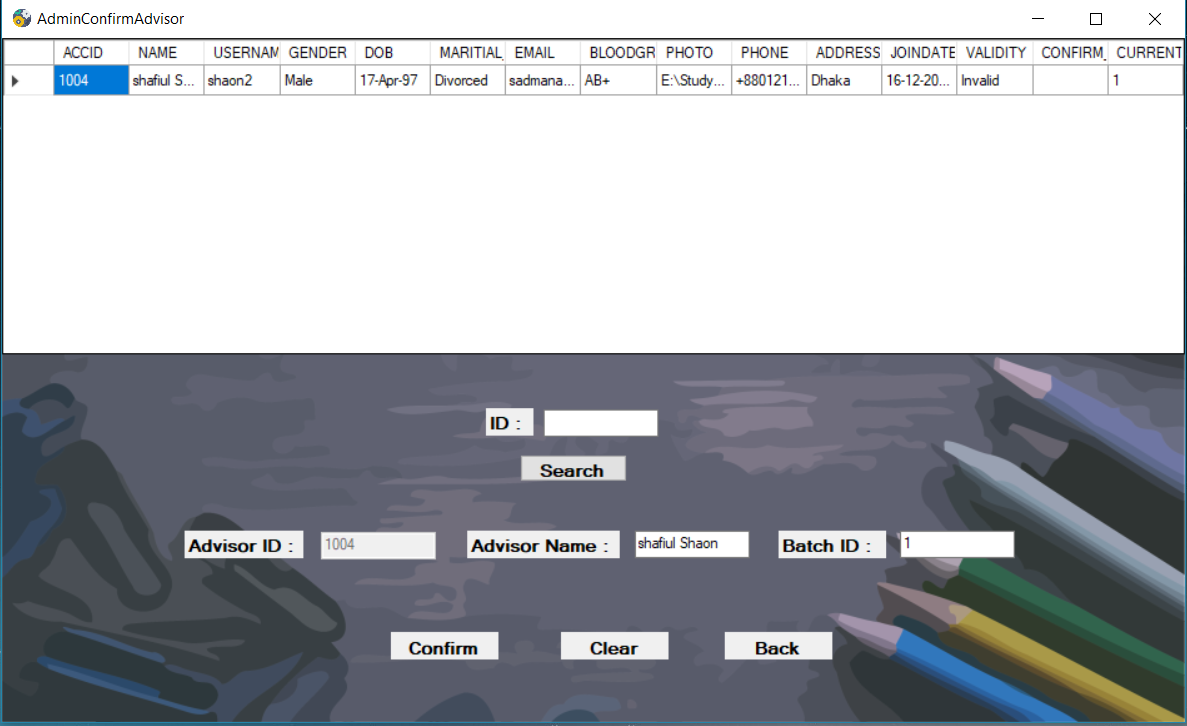 AdminConfirmAdvisor
ACCID NAME USERNAM GENDER DOB MARITIAL_ EMAIL BLOODGR PHOTO PHONE ADDRESS JOINDATE VALIDITY CONFIRM_ CURRENT
1004 shafiul S... shaon2 Male 17-Apr-97 Divorced sadmana... AB+ E:\Study... +880121... Dhaka 16-12-20... Invalid 1
ID :
Search
Advisor ID : 1004 Advisor Name : shafiul Shaon Batch ID : 1
Confirm Clear Back